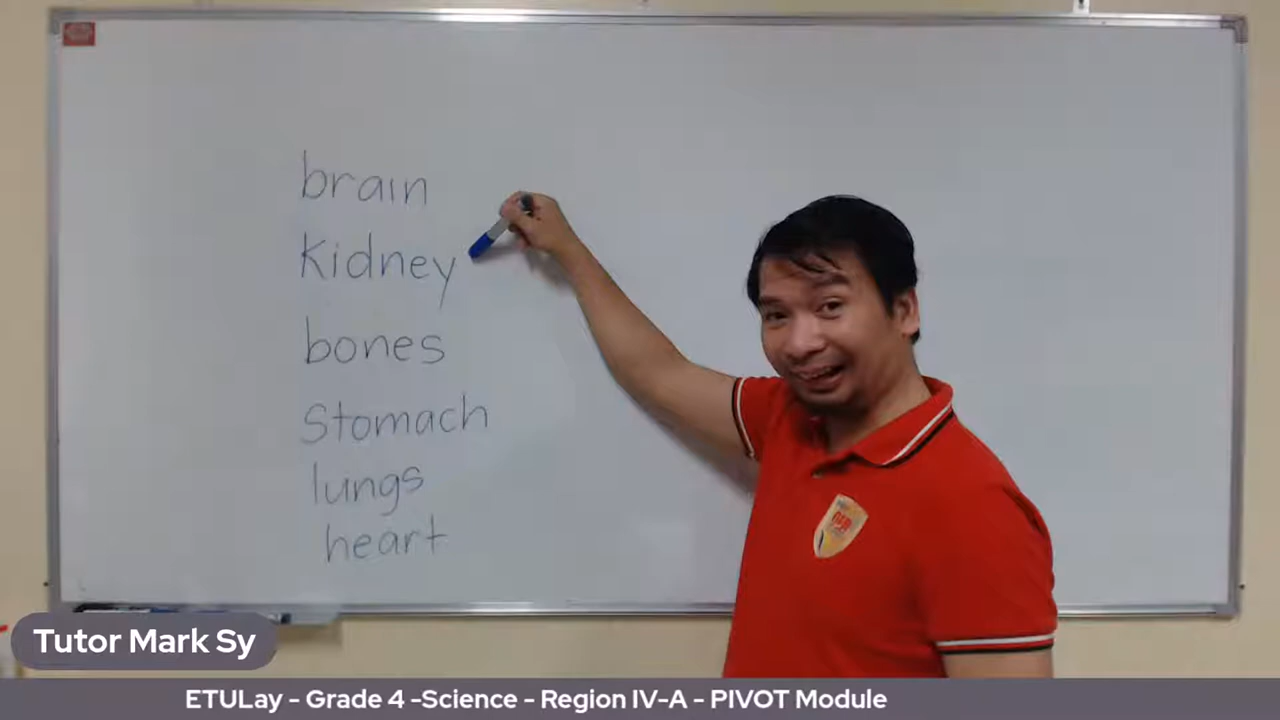 brain
Kidney
bones
Stomach
lungs
heart
Tutor Mark Sy
ETULay - Grade 4 -Science - Region IV-A - PIVOT Module